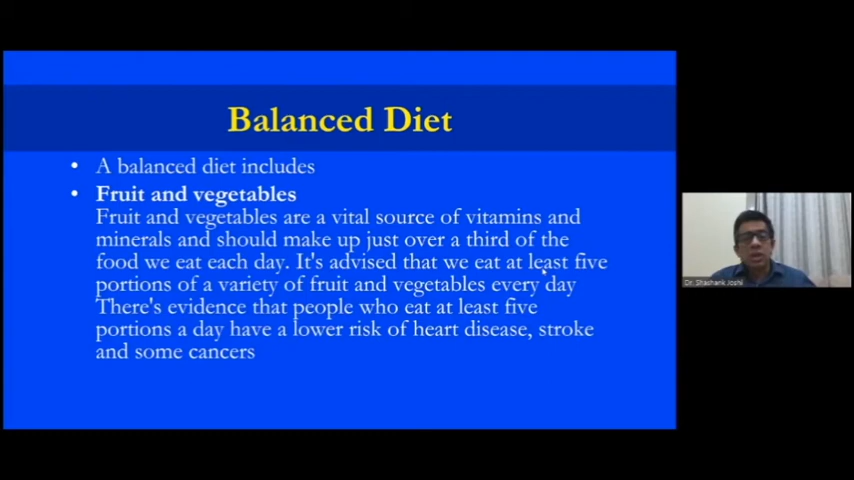 Balanced Diet
• A balanced diet includes
• Fruit and vegetables
Fruit and vegetables are a vital source of vitamins and
minerals and should make up just over a third of the
food we eat each day. It's advised that we eat at least five
portions of a variety of fruit and vegetables every day
There's evidence that people who eat at least five
portions a day have a lower risk of heart disease, stroke
and some cancers
Dr. Shashank Joshi